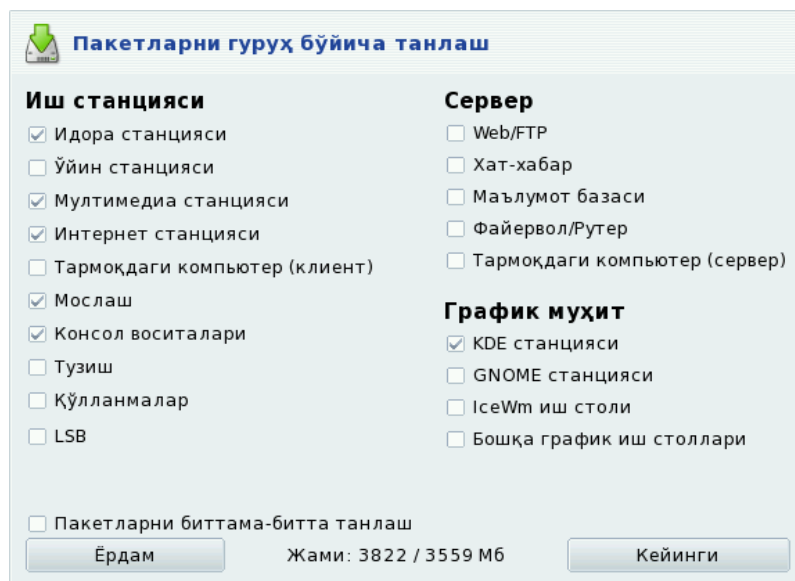 Пакетларни гуруҳ бўйича танлаш
Иш станцияси
Идора станцияси
Ўйин станцияси
Мултимедиа станцияси
Интернет станцияси
Тармоқдаги компьютер (клиент)
Мослаш
Консол воситалари
Тузиш
Қўлланмалар
LSB
Сервер
Web/FTP
Хат-хабар
Маълумот базаси
Файервол/Рутер
Тармоқдаги компьютер (сервер)
График муҳит
KDE станцияси
GNOME станцияси
IceWm иш столи
Бошқа график иш столлари
Пакетларни биттама-битта танлаш
Ёрдам
Жами: 3822 / 3559 Мб
Кейинги